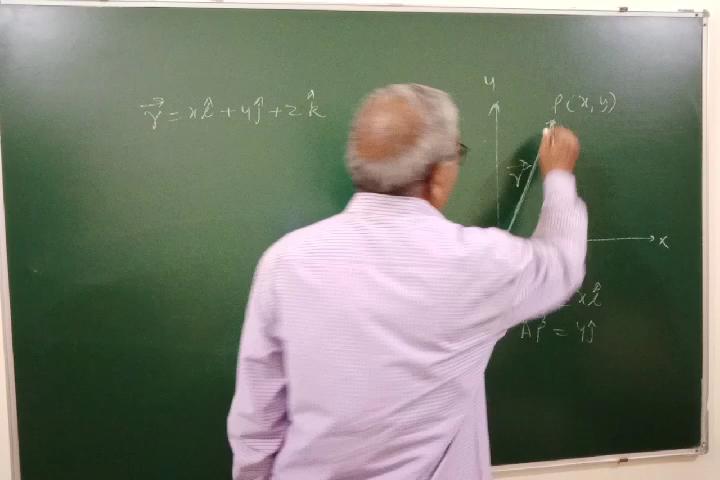 r⃗ = xî + yĵ + zk̂
y
P(x, y)
r⃗
x
= xî
AP⃗ = yĵ